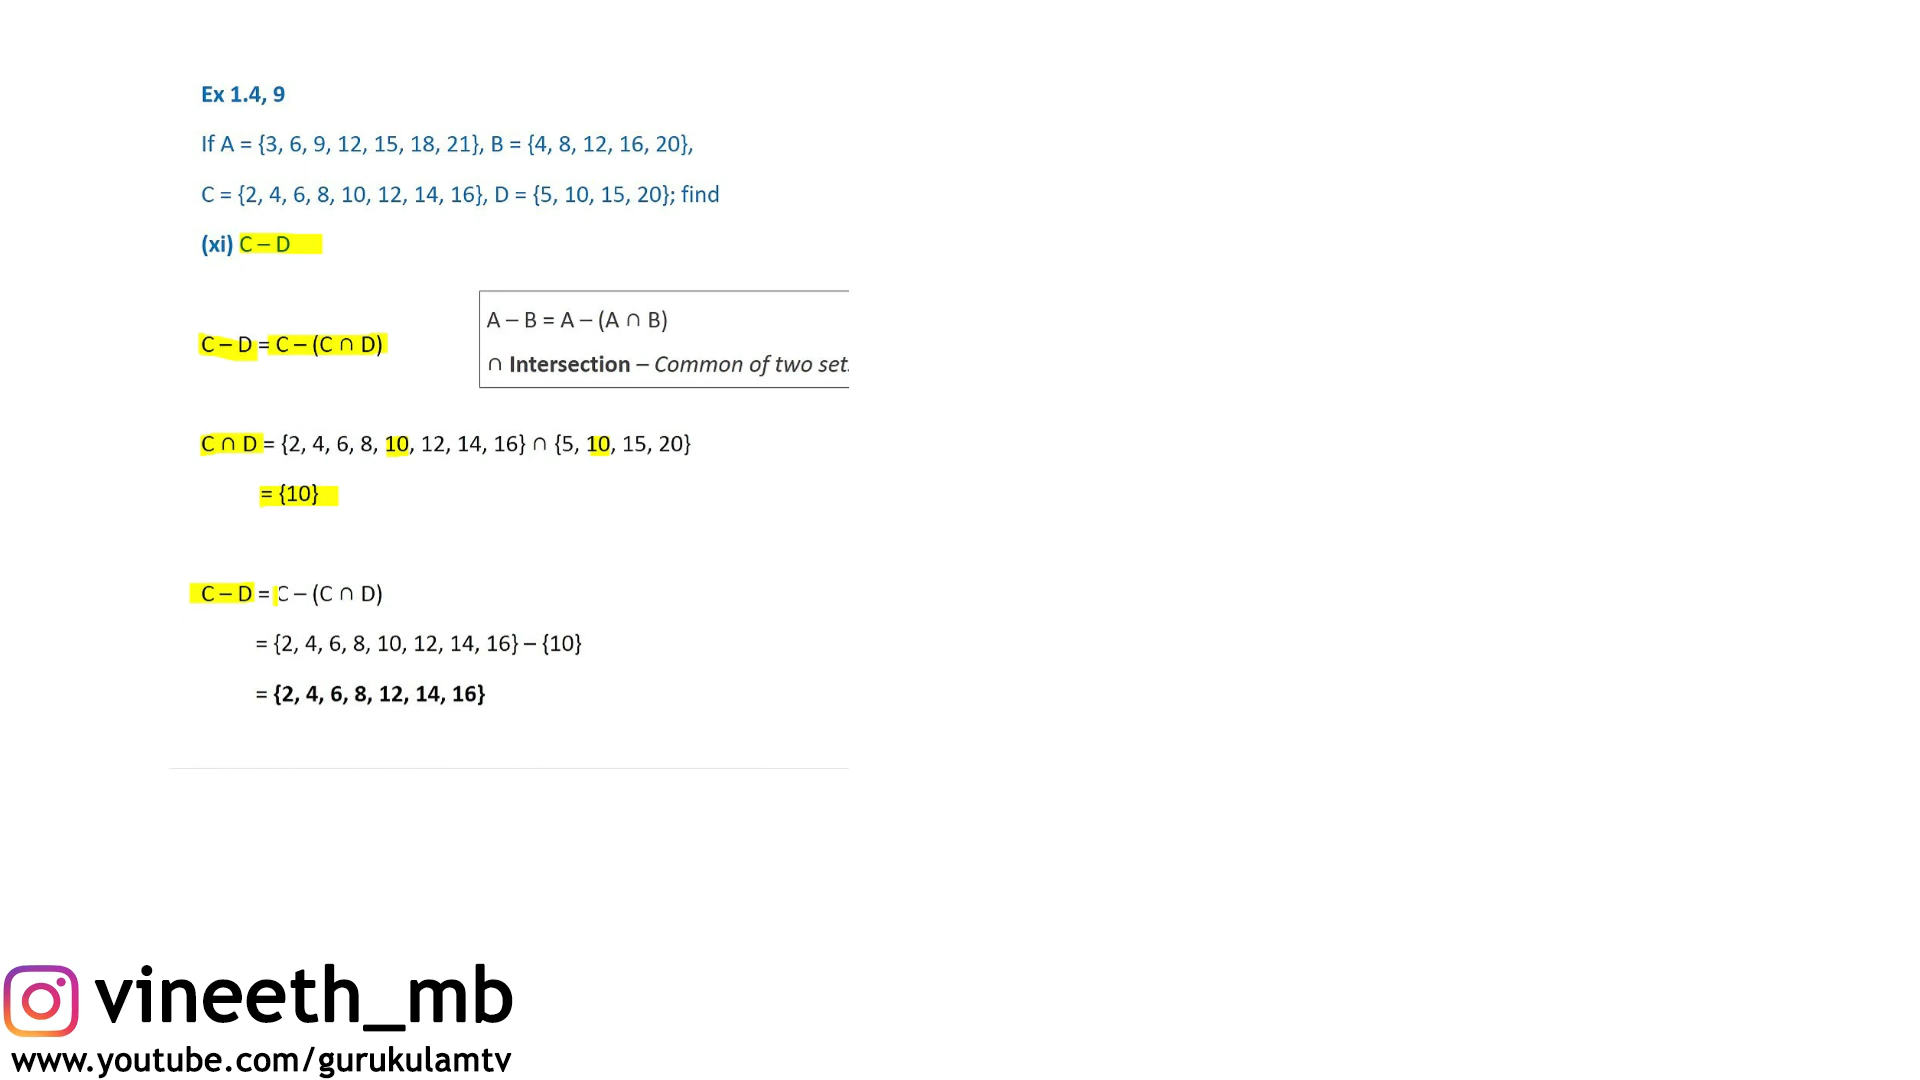 Ex 1.4, 9
If A = {3, 6, 9, 12, 15, 18, 21}, B = {4, 8, 12, 16, 20},
C = {2, 4, 6, 8, 10, 12, 14, 16}, D = {5, 10, 15, 20}; find
(xi) C – D
A – B = A – (A ∩ B)
C – D = C – (C ∩ D)
∩ Intersection – Common of two set
C ∩ D = {2, 4, 6, 8, 10, 12, 14, 16} ∩ {5, 10, 15, 20}
= {10}
C – D = C – (C ∩ D)
= {2, 4, 6, 8, 10, 12, 14, 16} – {10}
= {2, 4, 6, 8, 12, 14, 16}
vineeth_mb
www.youtube.com/gurukulamtv